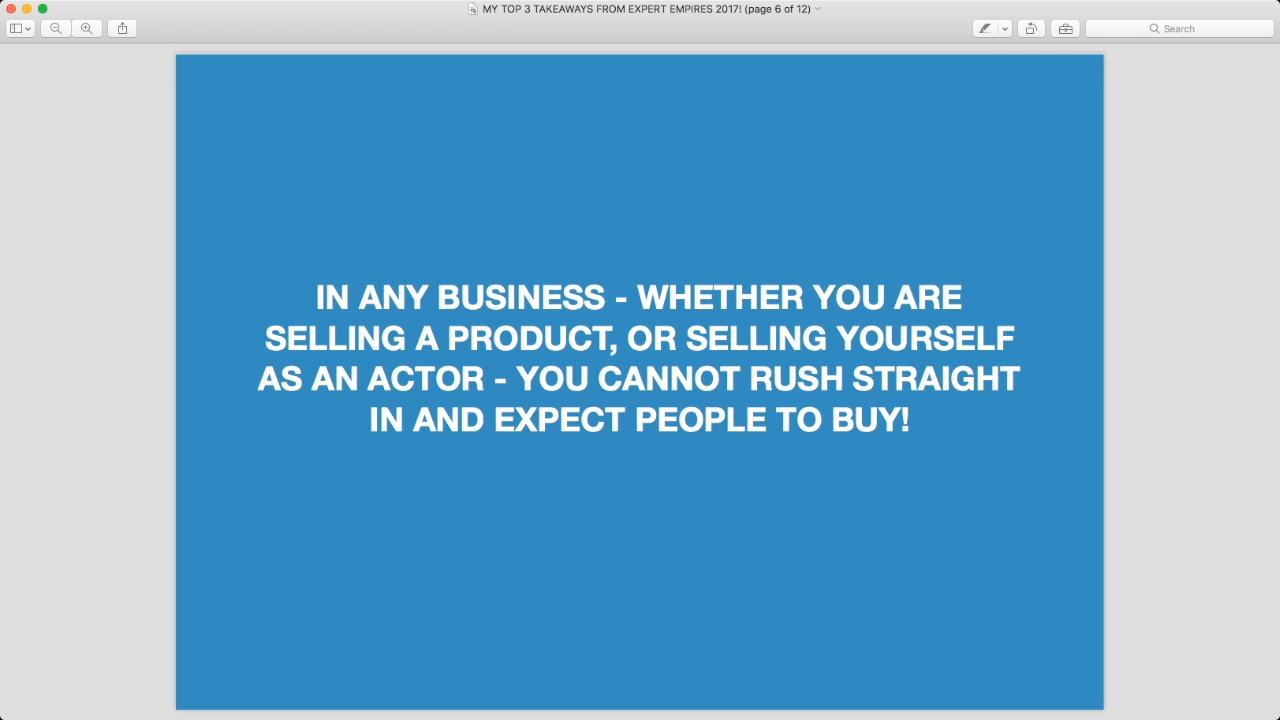 MY TOP 3 TAKEAWAYS FROM EXPERT EMPIRES 2017! (page 6 of 12)
Search
IN ANY BUSINESS - WHETHER YOU ARE
SELLING A PRODUCT, OR SELLING YOURSELF
AS AN ACTOR - YOU CANNOT RUSH STRAIGHT
IN AND EXPECT PEOPLE TO BUY!